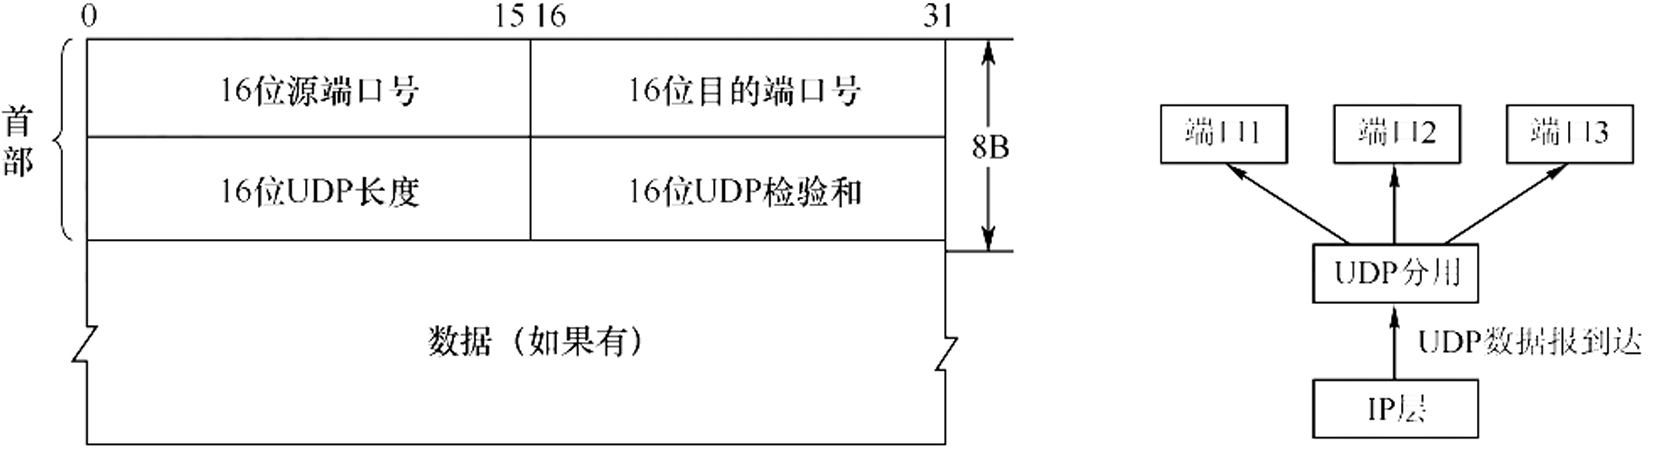 0 15 16 31
首部
16位源端口号 16位目的端口号
8B
16位UDP长度 16位UDP检验和
数据（如果有）
端口1 端口2 端口3
UDP分用
UDP数据报到达
IP层